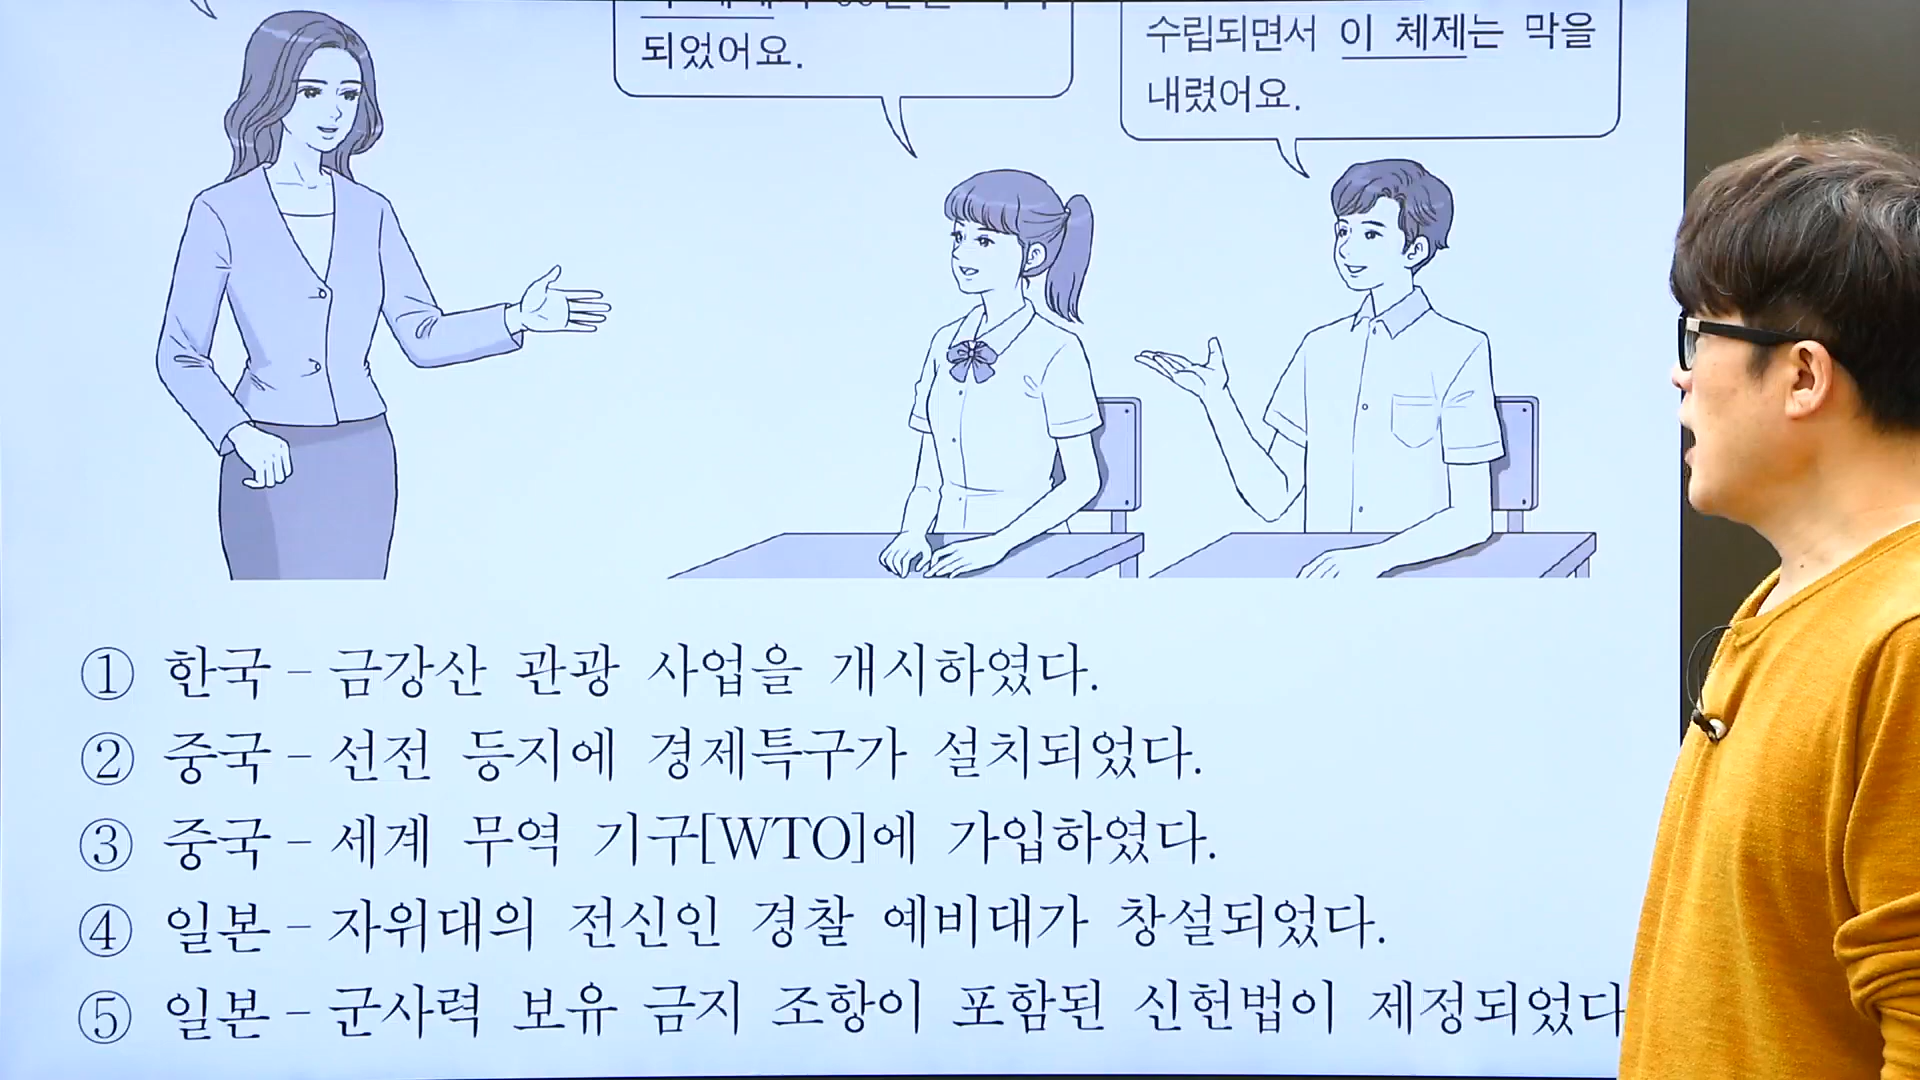 되었어요.
수립되면서 이 체제는 막을
내렸어요.
① 한국 - 금강산 관광 사업을 개시하였다.
② 중국 - 선전 등지에 경제특구가 설치되었다.
③ 중국 - 세계 무역 기구[WTO]에 가입하였다.
④ 일본 - 자위대의 전신인 경찰 예비대가 창설되었다.
⑤ 일본 - 군사력 보유 금지 조항이 포함된 신헌법이 제정되었다